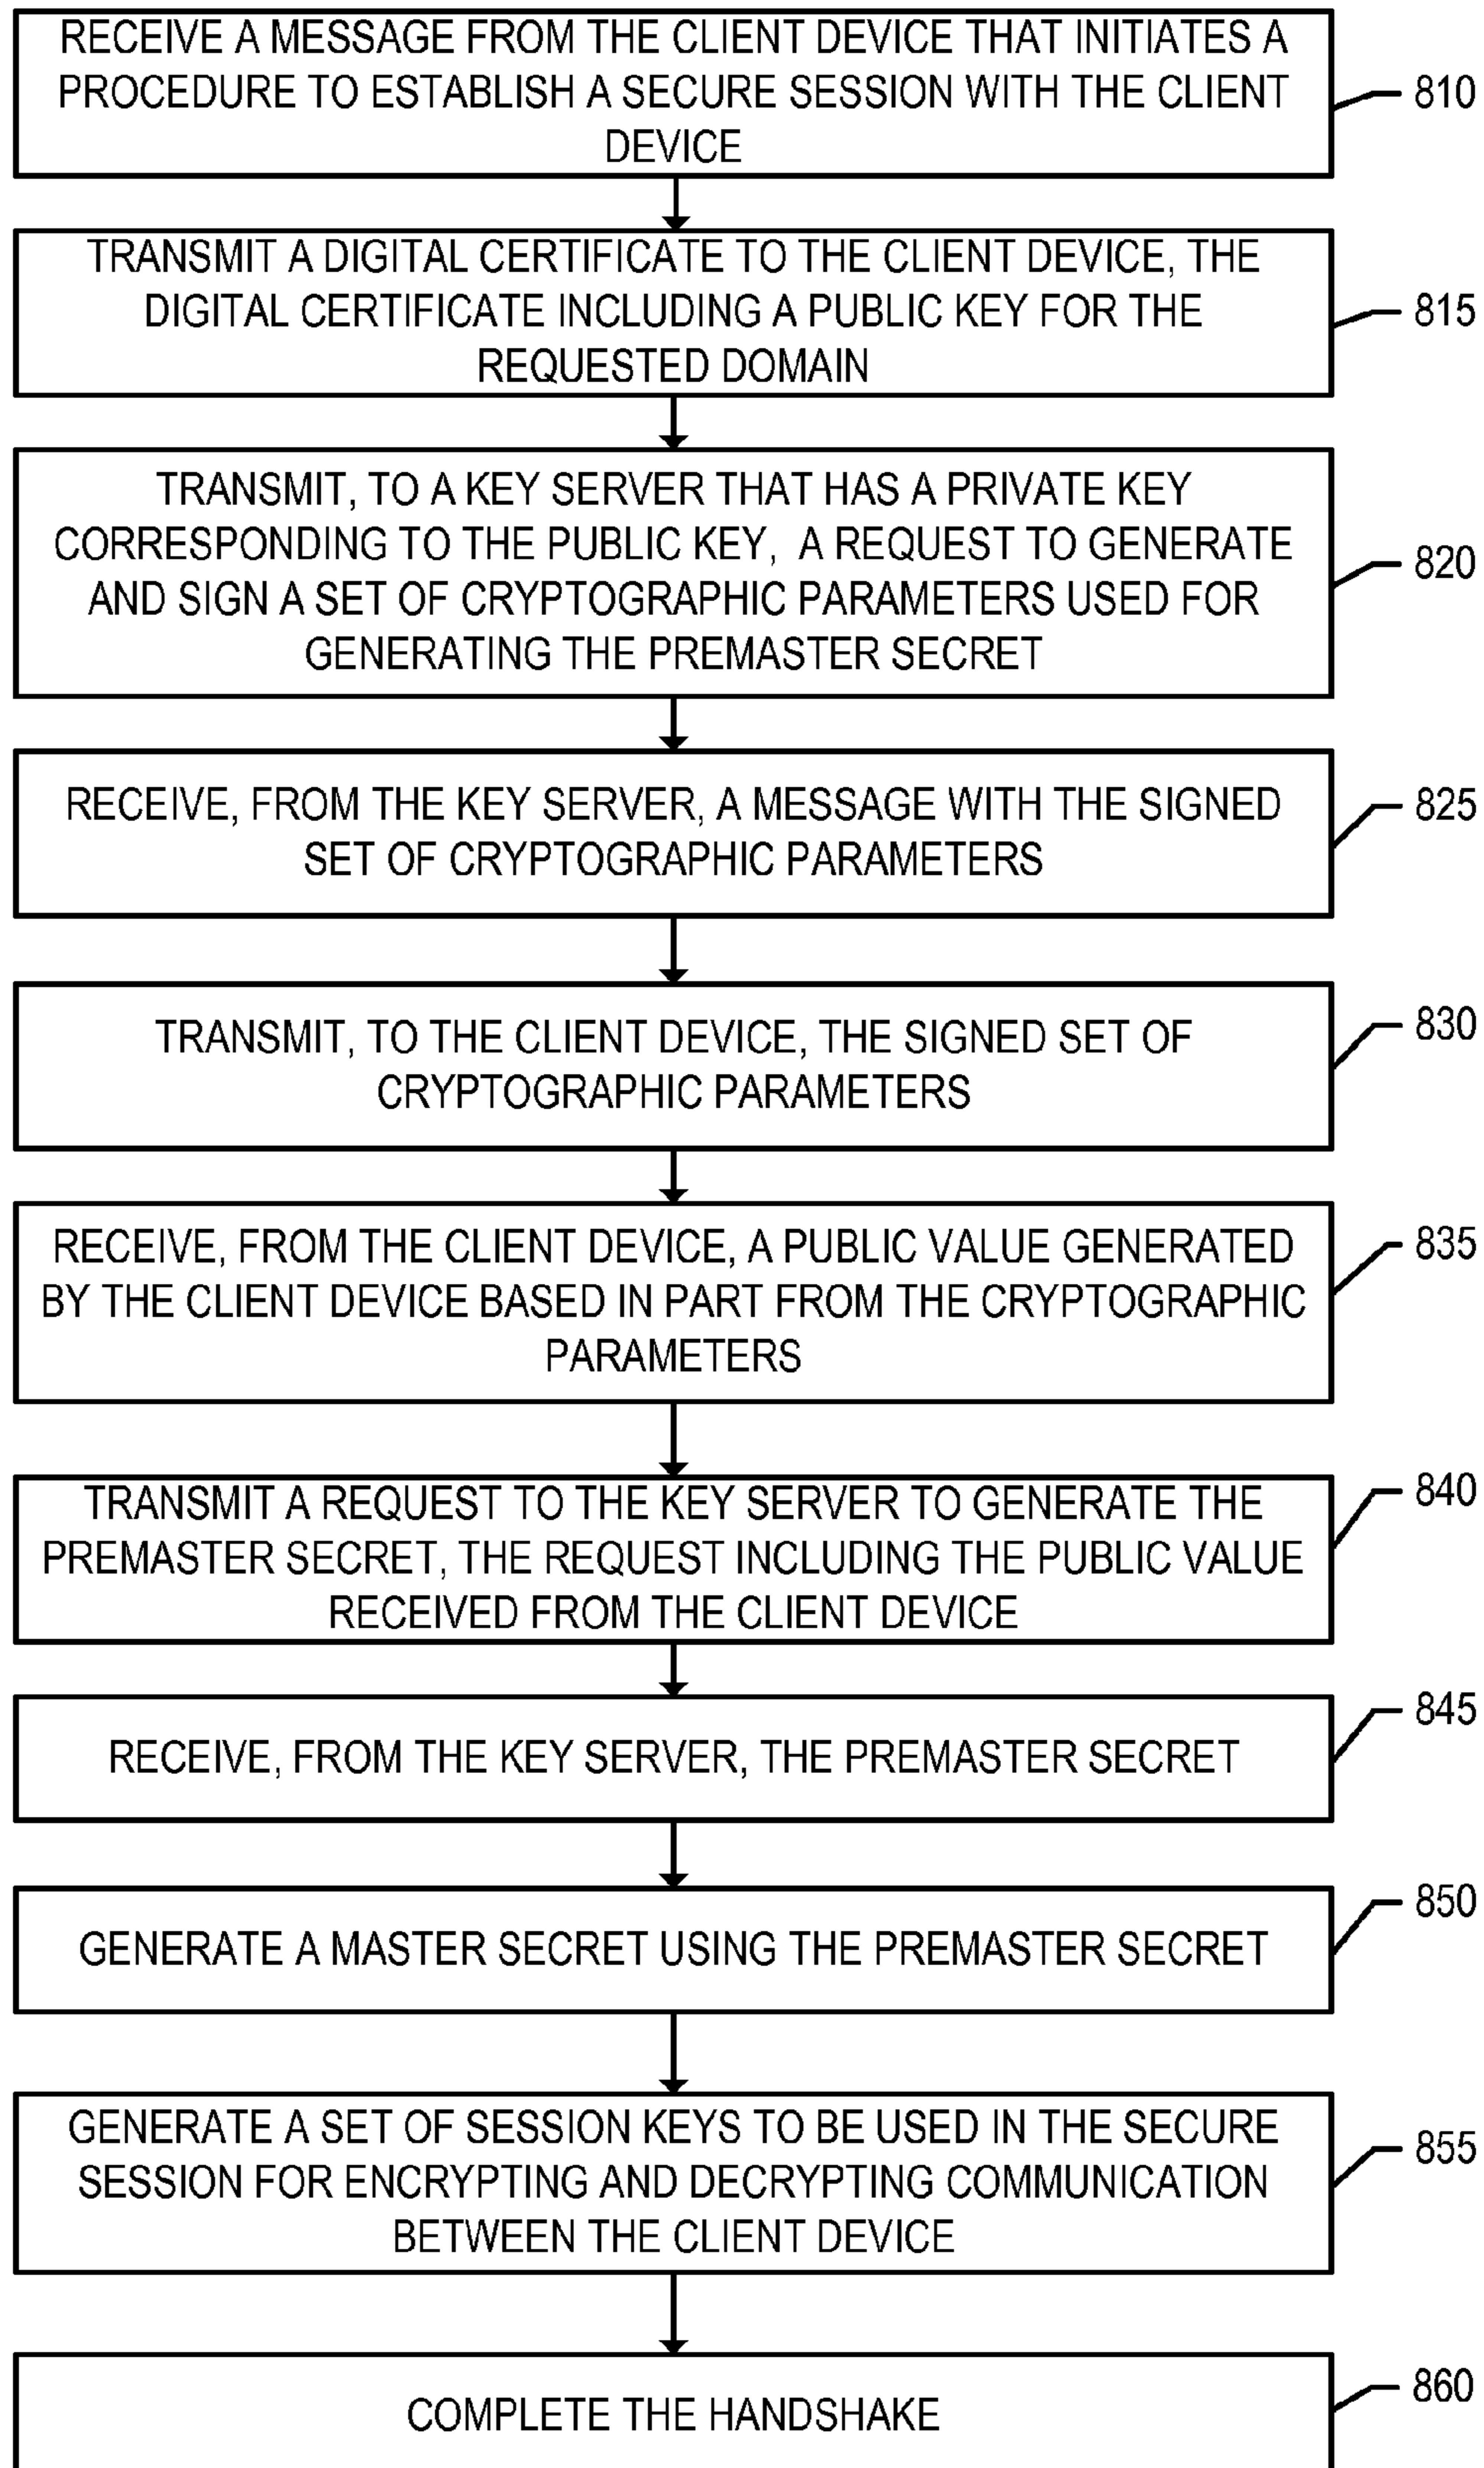 RECEIVE A MESSAGE FROM THE CLIENT DEVICE THAT INITIATES A
PROCEDURE TO ESTABLISH A SECURE SESSION WITH THE CLIENT
DEVICE
810
TRANSMIT A DIGITAL CERTIFICATE TO THE CLIENT DEVICE, THE
DIGITAL CERTIFICATE INCLUDING A PUBLIC KEY FOR THE
REQUESTED DOMAIN
815
TRANSMIT, TO A KEY SERVER THAT HAS A PRIVATE KEY
CORRESPONDING TO THE PUBLIC KEY, A REQUEST TO GENERATE
AND SIGN A SET OF CRYPTOGRAPHIC PARAMETERS USED FOR
GENERATING THE PREMASTER SECRET
820
RECEIVE, FROM THE KEY SERVER, A MESSAGE WITH THE SIGNED
SET OF CRYPTOGRAPHIC PARAMETERS
825
TRANSMIT, TO THE CLIENT DEVICE, THE SIGNED SET OF
CRYPTOGRAPHIC PARAMETERS
830
RECEIVE, FROM THE CLIENT DEVICE, A PUBLIC VALUE GENERATED
BY THE CLIENT DEVICE BASED IN PART FROM THE CRYPTOGRAPHIC
PARAMETERS
835
TRANSMIT A REQUEST TO THE KEY SERVER TO GENERATE THE
PREMASTER SECRET, THE REQUEST INCLUDING THE PUBLIC VALUE
RECEIVED FROM THE CLIENT DEVICE
840
RECEIVE, FROM THE KEY SERVER, THE PREMASTER SECRET
845
GENERATE A MASTER SECRET USING THE PREMASTER SECRET
850
GENERATE A SET OF SESSION KEYS TO BE USED IN THE SECURE
SESSION FOR ENCRYPTING AND DECRYPTING COMMUNICATION
BETWEEN THE CLIENT DEVICE
855
COMPLETE THE HANDSHAKE
860